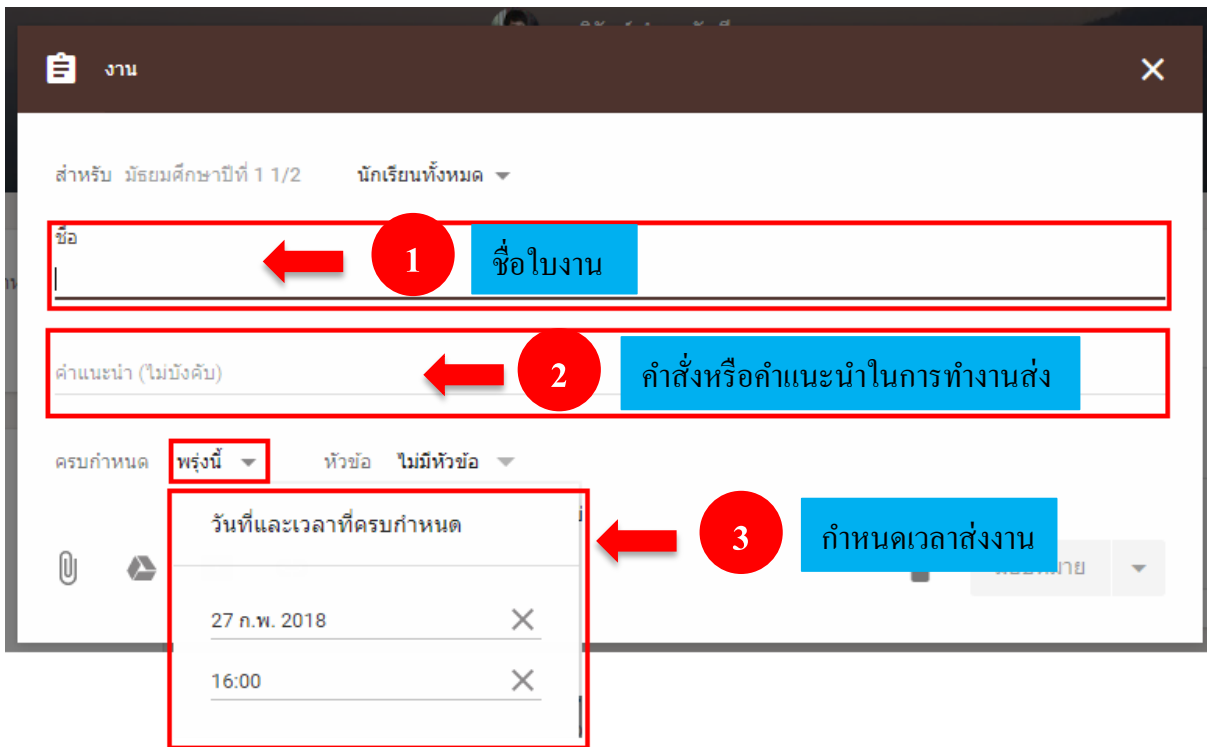 งาน
สำหรับ มัธยมศึกษาปีที่ 1 1/2 นักเรียนทั้งหมด
ชื่อ
1 ชื่อใบงาน
คำแนะนำ (ไม่บังคับ)
2 คำสั่งหรือคำแนะนำในการทำงานส่ง
ครบกำหนด พรุ่งนี้ หัวข้อ ไม่มีหัวข้อ
วันที่และเวลาที่ครบกำหนด
3 กำหนดเวลาส่งงาน
27 ก.พ. 2018
16:00